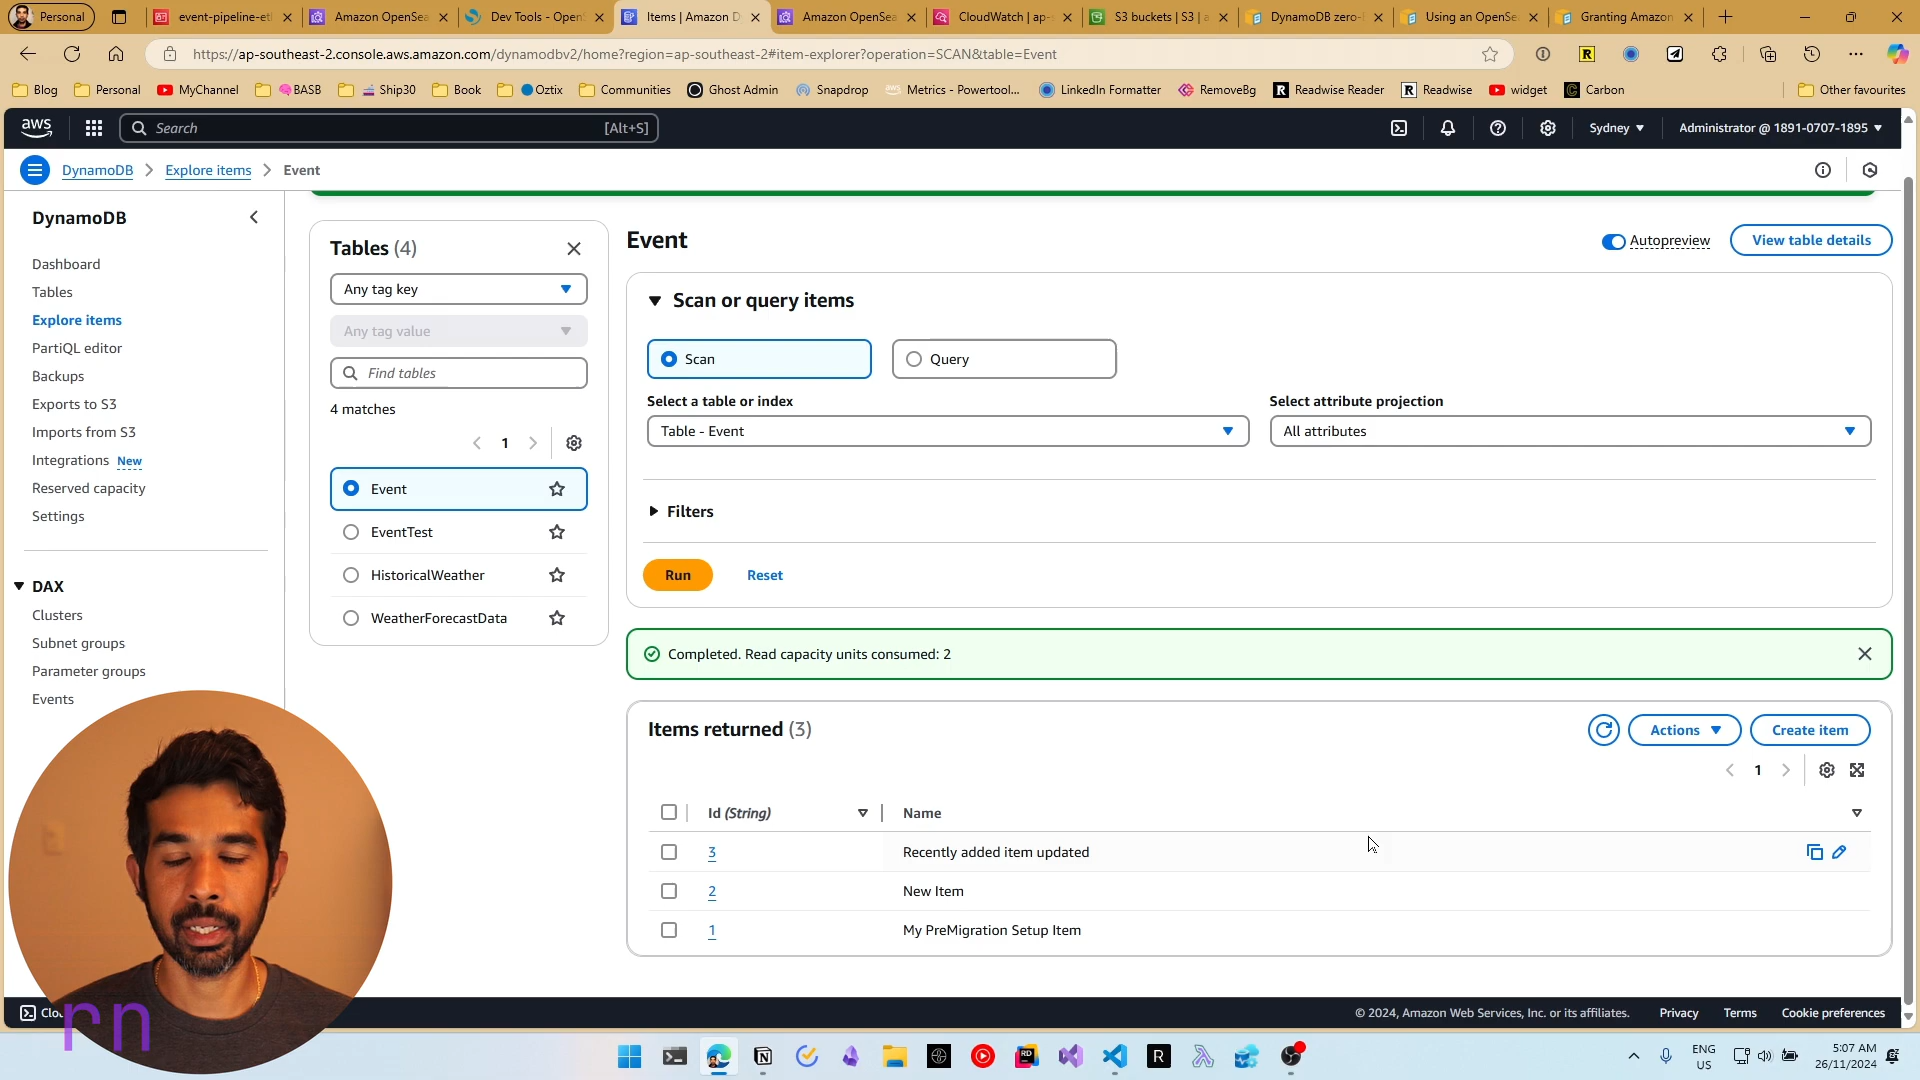 Personal
event-pipeline-et
Amazon OpenSea
Dev Tools - OpenS
Items | Amazon D
Amazon OpenSea
CloudWatch | ap-s
S3 buckets | S3 | a
DynamoDB zero-
Using an OpenSe
Granting Amazon
https://ap-southeast-2.console.aws.amazon.com/dynamodbv2/home?region=ap-southeast-2#item-explorer?operation=SCAN&table=Event
Blog
Personal
MyChannel
BASB
Ship30
Book
Oztix
Communities
Ghost Admin
Snapdrop
Metrics - Powertool...
LinkedIn Formatter
RemoveBg
Readwise Reader
Readwise
widget
Carbon
Other favourites
aws
Search
[Alt+S]
Sydney
Administrator @ 1891-0707-1895
DynamoDB
Explore items
Event
DynamoDB
Dashboard
Tables
Explore items
PartiQL editor
Backups
Exports to S3
Imports from S3
Integrations New
Reserved capacity
Settings
DAX
Clusters
Subnet groups
Parameter groups
Events
Tables (4)
Any tag key
Any tag value
Find tables
4 matches
1
Event
EventTest
HistoricalWeather
WeatherForecastData
Event
Autopreview
View table details
Scan or query items
Scan
Query
Select a table or index
Table - Event
Select attribute projection
All attributes
Filters
Run
Reset
Completed. Read capacity units consumed: 2
Items returned (3)
Actions
Create item
1
Id (String)
Name
3
Recently added item updated
2
New Item
1
My PreMigration Setup Item
rn
© 2024, Amazon Web Services, Inc. or its affiliates.
Privacy
Terms
Cookie preferences
ENG
US
5:07 AM
26/11/2024